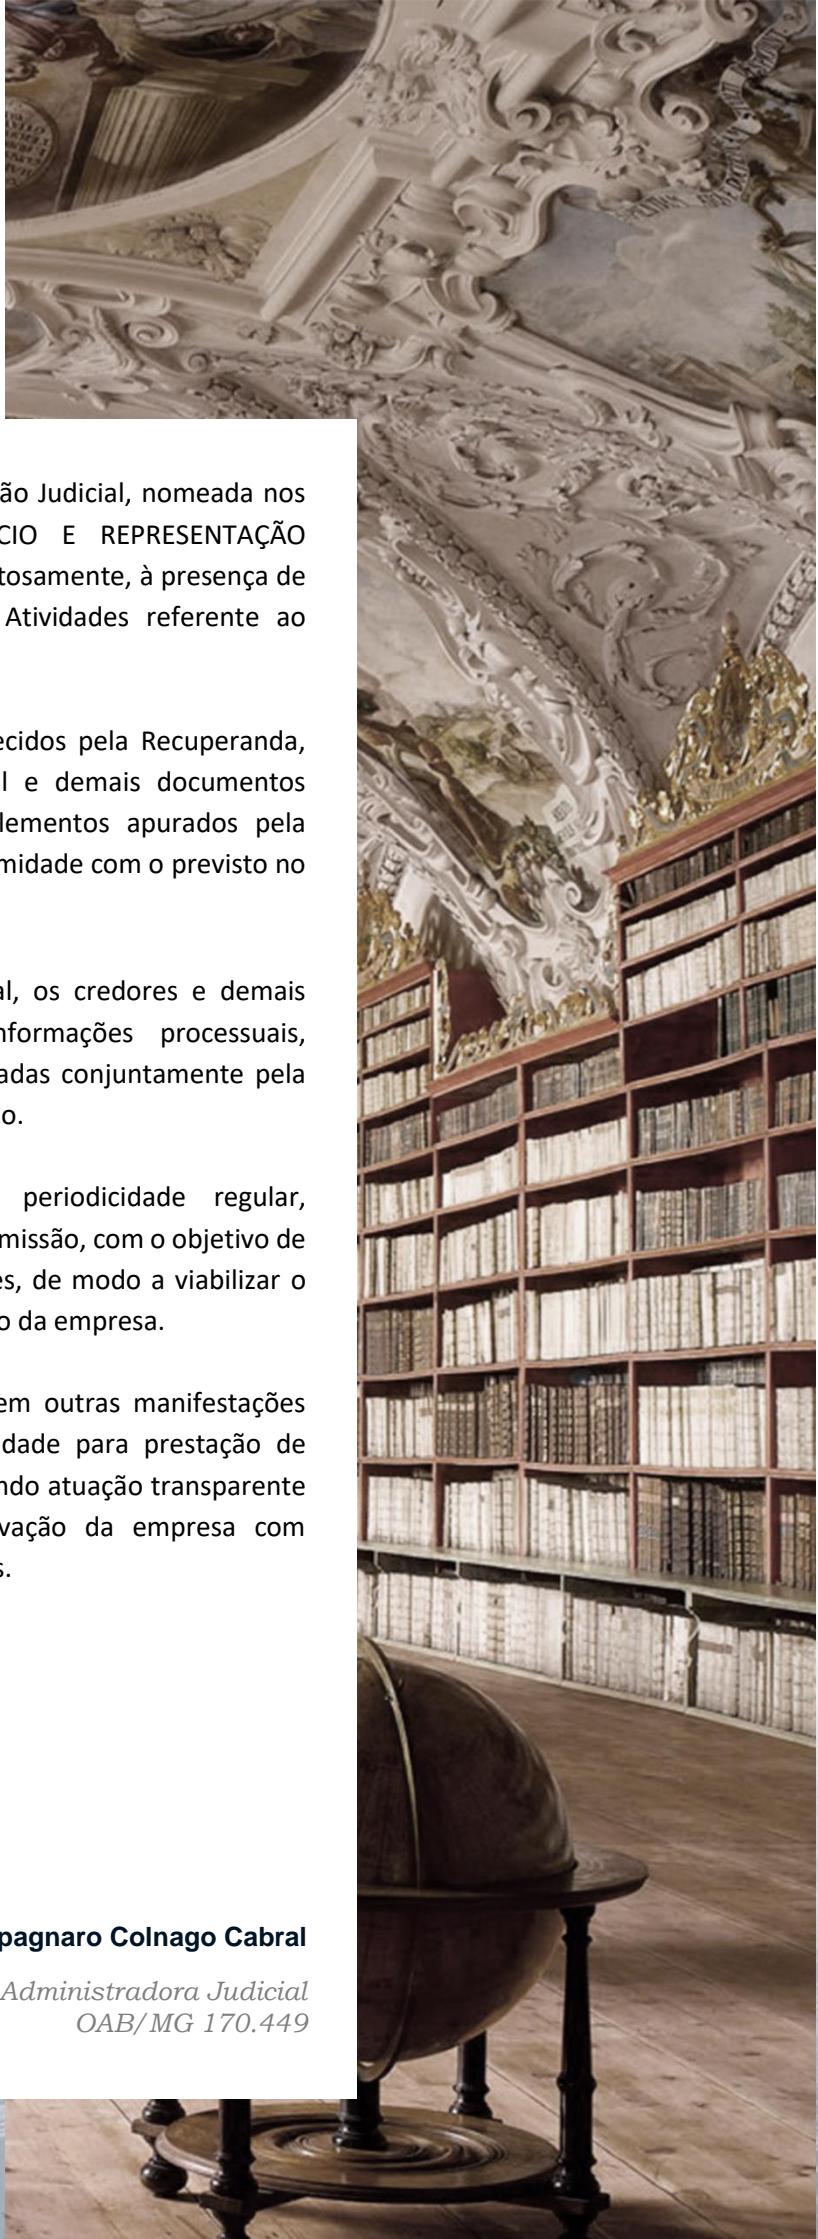 ão Judicial, nomeada nos
CIO E REPRESENTAÇÃO
tosamente, à presença de
Atividades referente ao
ecidos pela Recuperanda,
l e demais documentos
lementos apurados pela
midade com o previsto no
al, os credores e demais
nformações processuais,
adas conjuntamente pela
o.
periodicidade regular,
missão, com o objetivo de
es, de modo a viabilizar o
o da empresa.
em outras manifestações
dade para prestação de
ndo atuação transparente
vação da empresa com
s.
pagnaro Colnago Cabral
Administradora Judicial
OAB/MG 170.449